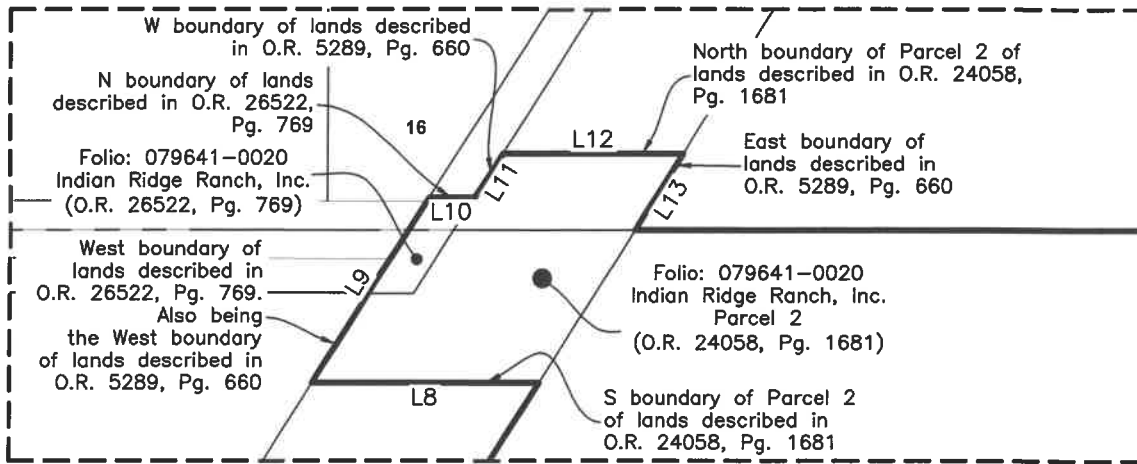 W boundary of lands described
in O.R. 5289, Pg. 660
N boundary of lands
described in O.R. 26522,
Pg. 769
16
Folio: 079641-0020
Indian Ridge Ranch, Inc.
(O.R. 26522, Pg. 769)
West boundary of
lands described in
O.R. 26522, Pg. 769.
Also being
the West boundary
of lands described in
O.R. 5289, Pg. 660
L9
L10
L11
L12
L13
L8
North boundary of Parcel 2 of
lands described in O.R. 24058,
Pg. 1681
East boundary of
lands described in
O.R. 5289, Pg. 660
Folio: 079641-0020
Indian Ridge Ranch, Inc.
Parcel 2
(O.R. 24058, Pg. 1681)
S boundary of Parcel 2
of lands described in
O.R. 24058, Pg. 1681